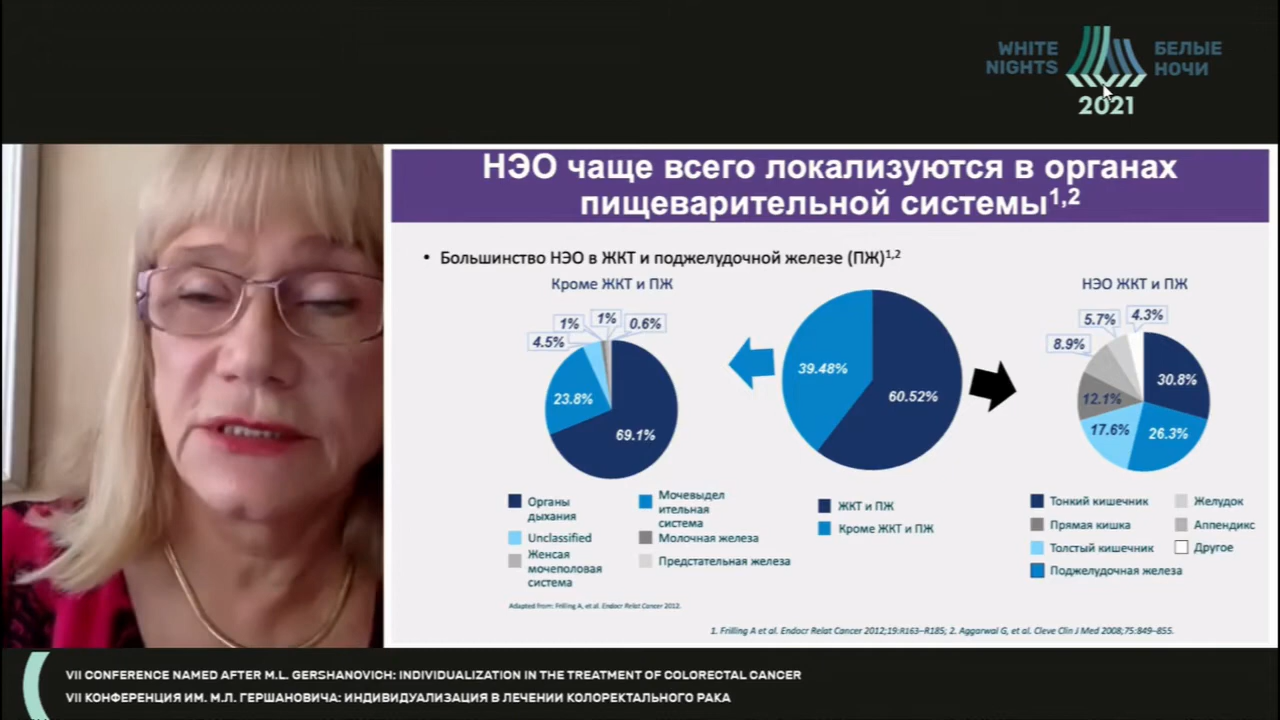 WHITE
NIGHTS
БЕЛЫЕ
НОЧИ
2021
НЭО чаще всего локализуются в органах
пищеварительной системы1,2
• Большинство НЭО в ЖКТ и поджелудочной железе (ПЖ)1,2
Кроме ЖКТ и ПЖ
4.5%
1%
1%
0.6%
23.8%
69.1%
Органы
дыхания
Мочевыдел
ительная
система
Unclassified
Молочная железа
Женсая
мочеполовая
система
Предстательная железа
39.48%
60.52%
ЖКТ и ПЖ
Кроме ЖКТ и ПЖ
НЭО ЖКТ и ПЖ
8.9%
5.7%
4.3%
30.8%
12.1%
17.6%
26.3%
Тонкий кишечник
Желудок
Прямая кишка
Аппендикс
Толстый кишечник
Другое
Поджелудочная железа
Adapted from: Frilling A, et al. Endocr Relat Cancer 2012.
1. Frilling A et al. Endocr Relat Cancer 2012;19:R163–R185; 2. Aggarwal G, et al. Cleve Clin J Med 2008;75:849–855.
VII CONFERENCE NAMED AFTER M.L. GERSHANOVICH: INDIVIDUALIZATION IN THE TREATMENT OF COLORECTAL CANCER
VII КОНФЕРЕНЦИЯ ИМ. М.Л. ГЕРШАНОВИЧА: ИНДИВИДУАЛИЗАЦИЯ В ЛЕЧЕНИИ КОЛОРЕКТАЛЬНОГО РАКА